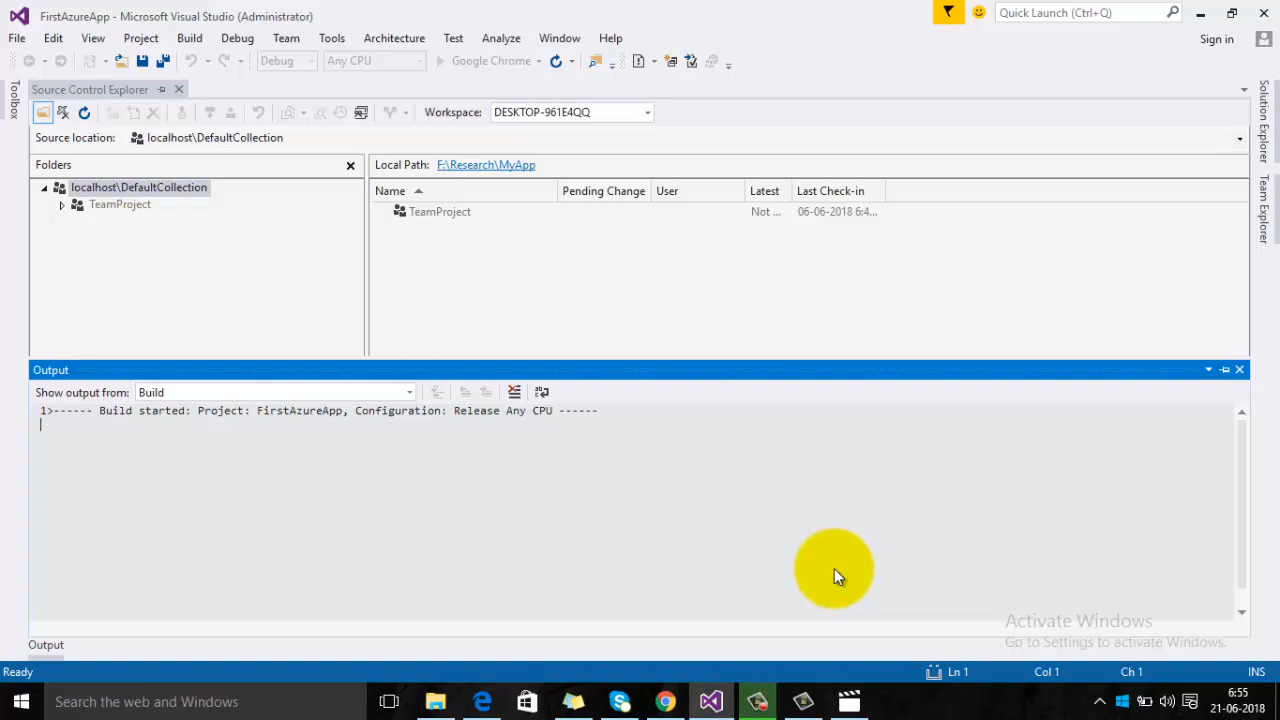 FirstAzureApp - Microsoft Visual Studio (Administrator)
Quick Launch (Ctrl+Q)
File Edit View Project Build Debug Team Tools Architecture Test Analyze Window Help
Sign in
Debug Any CPU Google Chrome
Toolbox
Source Control Explorer
Workspace: DESKTOP-961E4QQ
Source location: localhost\DefaultCollection
Folders
localhost\DefaultCollection
TeamProject
Local Path: F:\Research\MyApp
Name Pending Change User Latest Last Check-in
TeamProject Not ... 06-06-2018 6:4...
Solution Explorer
Team Explorer
Output
Show output from: Build
1>------ Build started: Project: FirstAzureApp, Configuration: Release Any CPU ------
Activate Windows
Go to Settings to activate Windows.
Output
Ready Ln 1 Col 1 Ch 1 INS
Search the web and Windows
6:55
21-06-2018